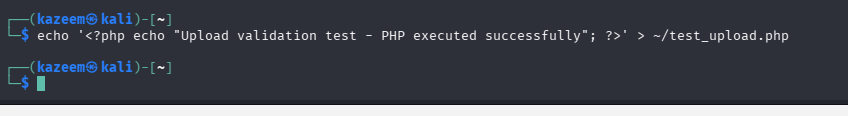 ┌──(kazeem㉿kali)-[~]
└─$ echo '<?php echo "Upload validation test - PHP executed successfully"; ?>' > ~/test_upload.php
┌──(kazeem㉿kali)-[~]
└─$